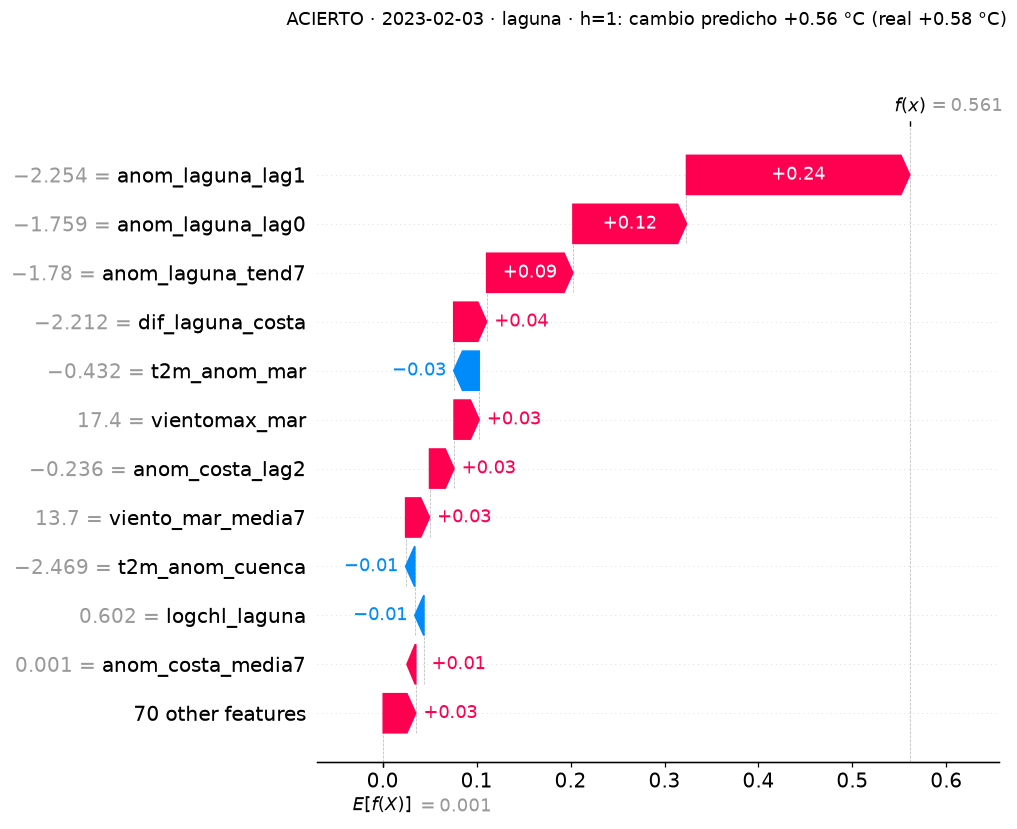 ACIERTO · 2023-02-03 · laguna · h=1: cambio predicho +0.56 °C (real +0.58 °C)
f(x) = 0.561
−2.254 = anom_laguna_lag1 +0.24
−1.759 = anom_laguna_lag0 +0.12
−1.78 = anom_laguna_tend7 +0.09
−2.212 = dif_laguna_costa +0.04
−0.432 = t2m_anom_mar −0.03
17.4 = vientomax_mar +0.03
−0.236 = anom_costa_lag2 +0.03
13.7 = viento_mar_media7 +0.03
−2.469 = t2m_anom_cuenca −0.01
0.602 = logchl_laguna −0.01
0.001 = anom_costa_media7 +0.01
70 other features +0.03
0.0 0.1 0.2 0.3 0.4 0.5 0.6
E[f(X)] = 0.001